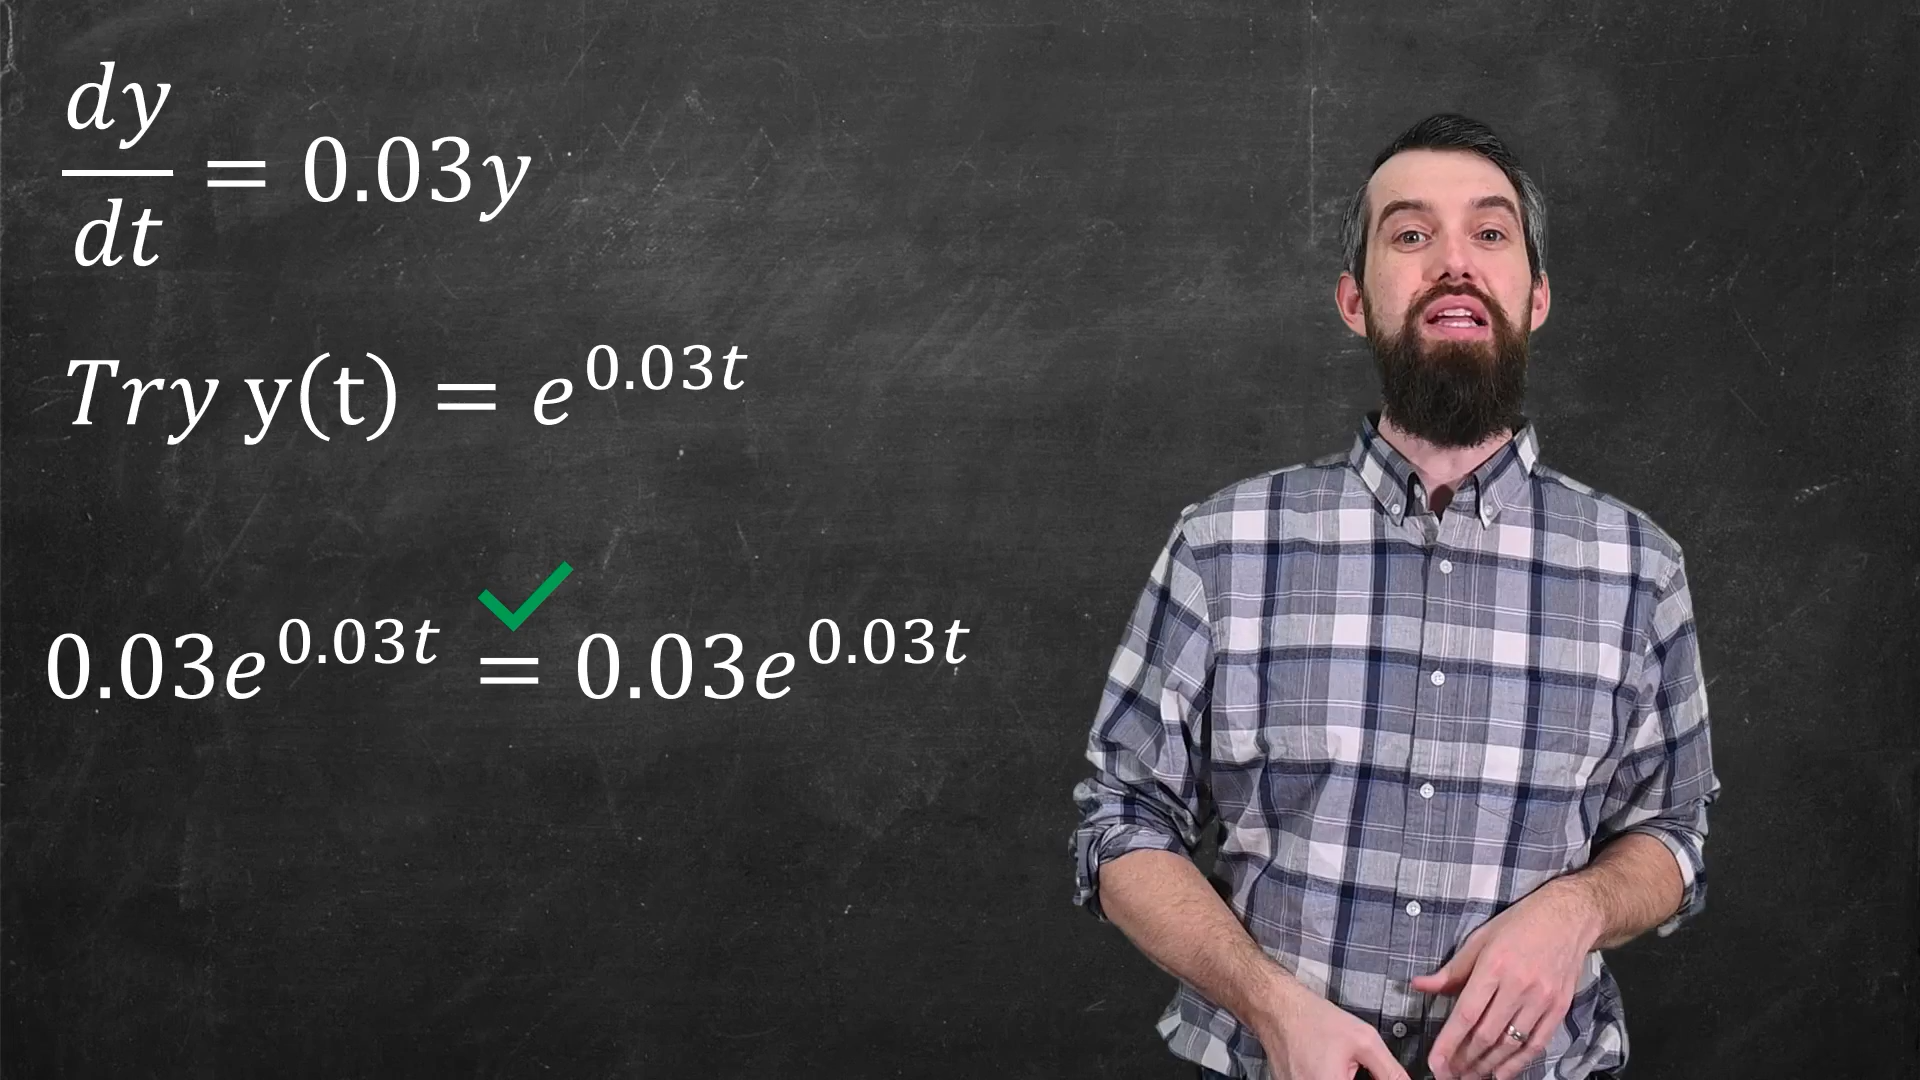 dy/dt = 0.03y
Try y(t) = e^0.03t
0.03e^0.03t = 0.03e^0.03t